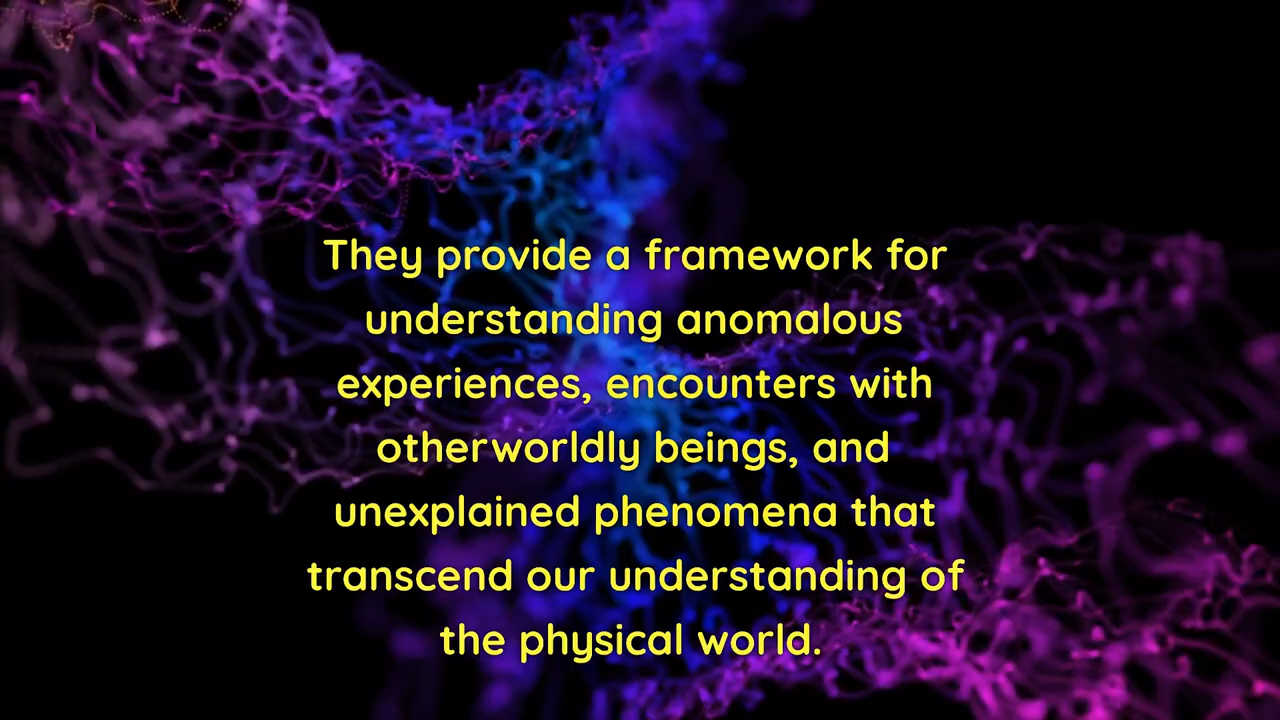 They provide a framework for
understanding anomalous
experiences, encounters with
otherworldly beings, and
unexplained phenomena that
transcend our understanding of
the physical world.